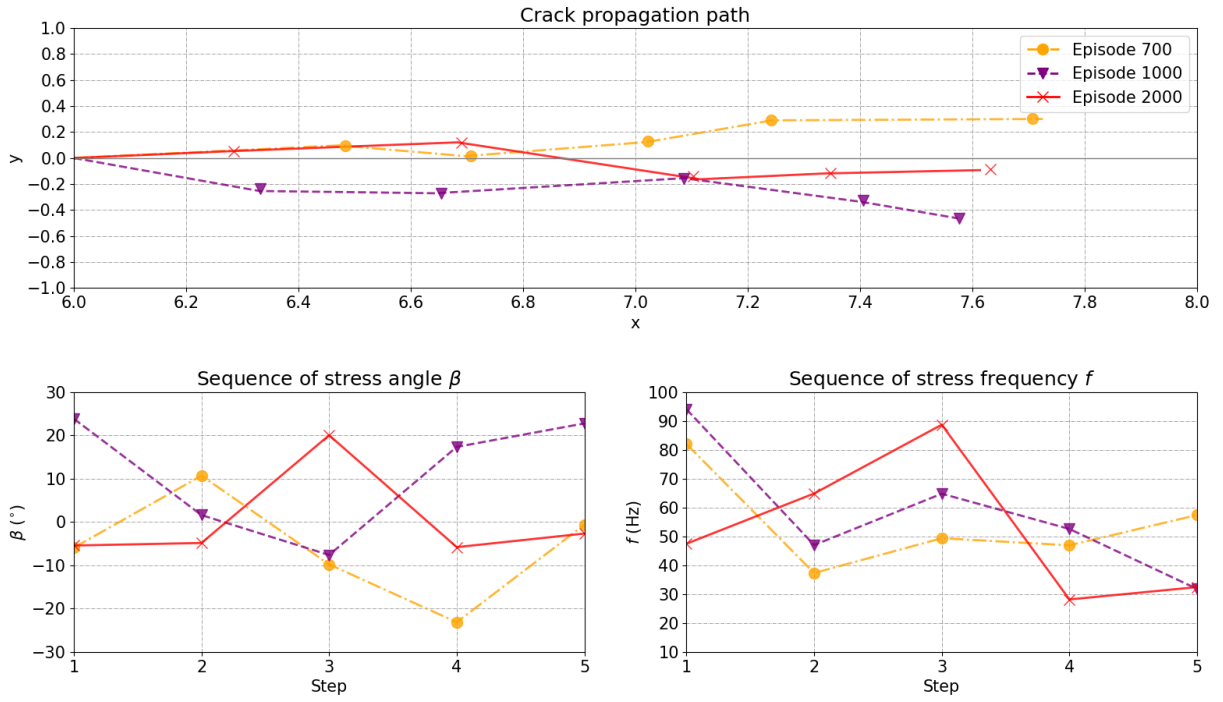 Crack propagation path
1.0
0.8
0.6
0.4
0.2
0.0
−0.2
−0.4
−0.6
−0.8
−1.0
y
Episode 700
Episode 1000
Episode 2000
6.0 6.2 6.4 6.6 6.8 7.0 7.2 7.4 7.6 7.8 8.0
x
Sequence of stress angle β
30
20
10
0
−10
−20
−30
β (°)
1 2 3 4 5
Step
Sequence of stress frequency f
100
90
80
70
60
50
40
30
20
10
f (Hz)
1 2 3 4 5
Step